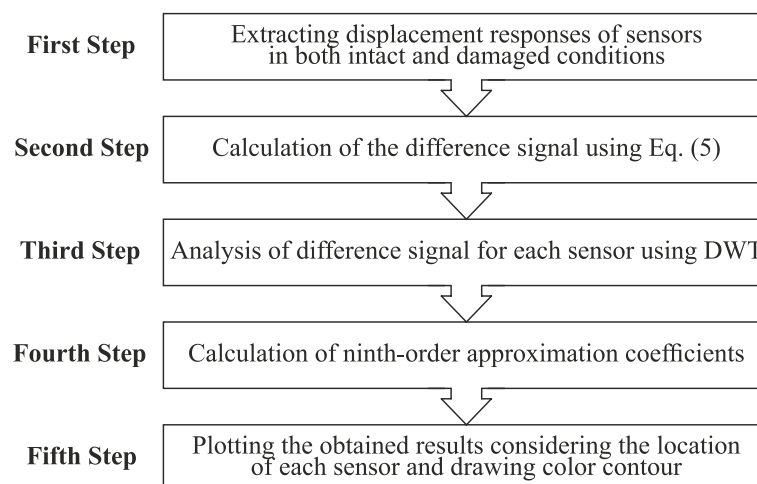 First Step
Extracting displacement responses of sensors
in both intact and damaged conditions
Second Step
Calculation of the difference signal using Eq. (5)
Third Step
Analysis of difference signal for each sensor using DWT
Fourth Step
Calculation of ninth-order approximation coefficients
Fifth Step
Plotting the obtained results considering the location
of each sensor and drawing color contour